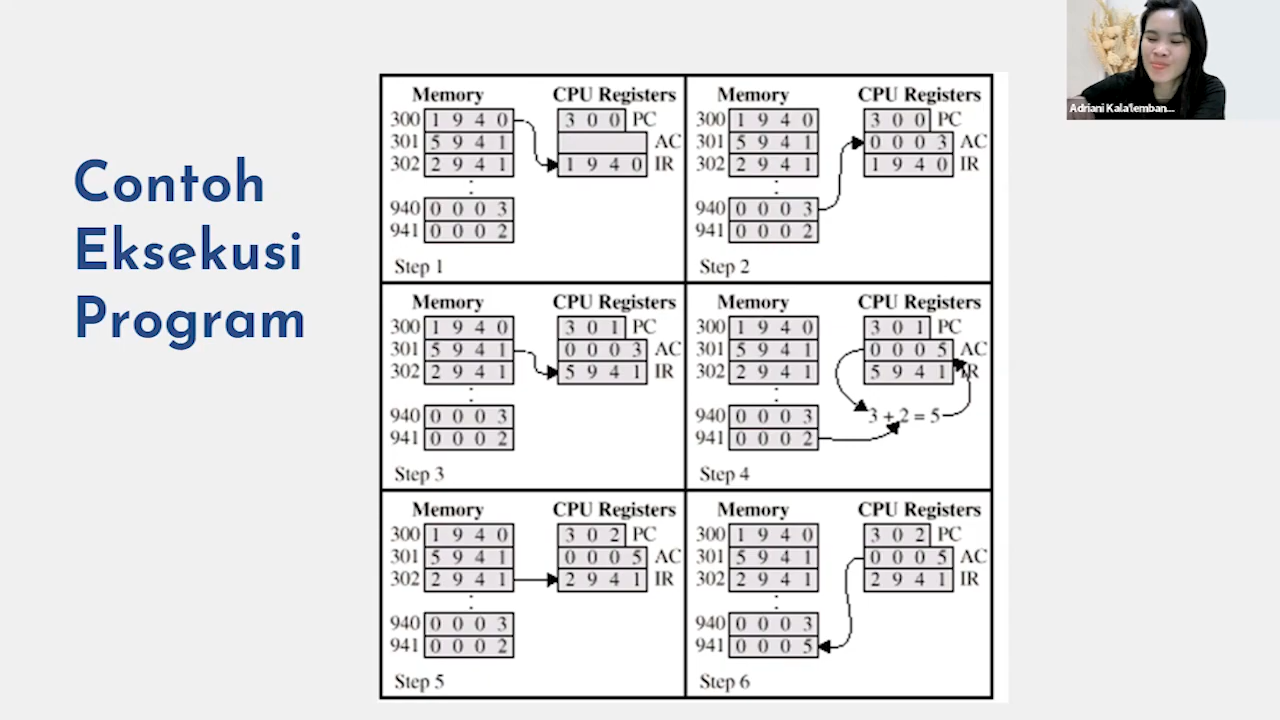 Contoh
Eksekusi
Program
Adriani Kala'lemban...
Memory CPU Registers
300 1 9 4 0 3 0 0 PC
301 5 9 4 1 AC
302 2 9 4 1 1 9 4 0 IR
:
940 0 0 0 3
941 0 0 0 2
Step 1
Memory CPU Registers
300 1 9 4 0 3 0 0 PC
301 5 9 4 1 0 0 0 3 AC
302 2 9 4 1 1 9 4 0 IR
:
940 0 0 0 3
941 0 0 0 2
Step 2
Memory CPU Registers
300 1 9 4 0 3 0 1 PC
301 5 9 4 1 0 0 0 3 AC
302 2 9 4 1 5 9 4 1 IR
:
940 0 0 0 3
941 0 0 0 2
Step 3
Memory CPU Registers
300 1 9 4 0 3 0 1 PC
301 5 9 4 1 0 0 0 5 AC
302 2 9 4 1 5 9 4 1 IR
:
940 0 0 0 3 3 + 2 = 5
941 0 0 0 2
Step 4
Memory CPU Registers
300 1 9 4 0 3 0 2 PC
301 5 9 4 1 0 0 0 5 AC
302 2 9 4 1 2 9 4 1 IR
:
940 0 0 0 3
941 0 0 0 2
Step 5
Memory CPU Registers
300 1 9 4 0 3 0 2 PC
301 5 9 4 1 0 0 0 5 AC
302 2 9 4 1 2 9 4 1 IR
:
940 0 0 0 3
941 0 0 0 5
Step 6